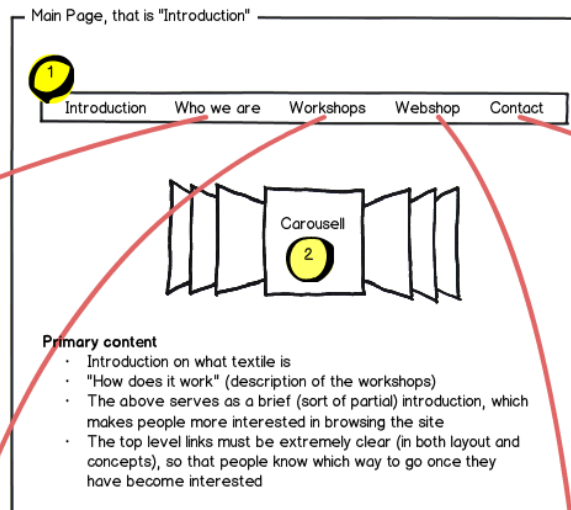 Main Page, that is "Introduction"
1
Introduction Who we are Workshops Webshop Contact
Carousell
2
Primary content
· Introduction on what textile is
· "How does it work" (description of the workshops)
· The above serves as a brief (sort of partial) introduction, which
makes people more interested in browsing the site
· The top level links must be extremely clear (in both layout and
concepts), so that people know which way to go once they
have become interested